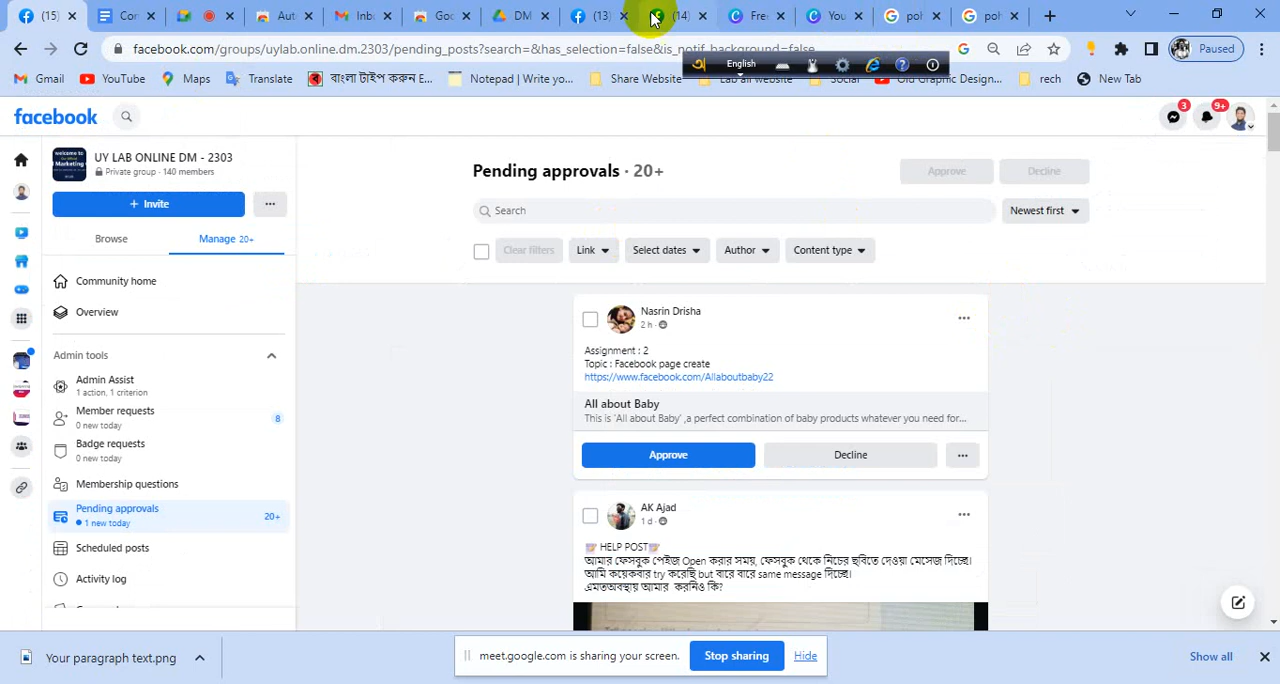 (15)
Cor
Aut
Inb
Goo
DM
(13)
(14)
Free
You
poh
poh
facebook.com/groups/uylab.online.dm.2303/pending_posts?search=&has_selection=false&is_notif_background=false
Paused
English
Gmail
YouTube
Maps
Translate
বাংলা টাইপ করুন E...
Notepad | Write yo...
Share Website
Lab all website
Social
Old Graphic Design...
rech
New Tab
facebook
3
9+
UY LAB ONLINE DM - 2303
Private group · 140 members
+ Invite
Browse
Manage 20+
Community home
Overview
Admin tools
Admin Assist
1 action, 1 criterion
Member requests
0 new today
8
Badge requests
0 new today
Membership questions
Pending approvals
1 new today
20+
Scheduled posts
Activity log
Pending approvals · 20+
Approve
Decline
Search
Newest first
Clear filters
Link
Select dates
Author
Content type
Nasrin Drisha
2 h
Assignment : 2
Topic : Facebook page create
https://www.facebook.com/Allaboutbaby22
All about Baby
This is 'All about Baby' ,a perfect combination of baby products whatever you need for...
Approve
Decline
AK Ajad
1 d
HELP POST
আমার ফেসবুক পেইজ Open করার সময়, ফেসবুক থেকে নিচের ছবিতে দেওয়া মেসেজ দিচ্ছে।
আমি কয়েকবার try করেছি but বারে বারে same message দিচ্ছে।
এমতঅবস্থায় আমার করনিও কি?
Your paragraph text.png
meet.google.com is sharing your screen.
Stop sharing
Hide
Show all